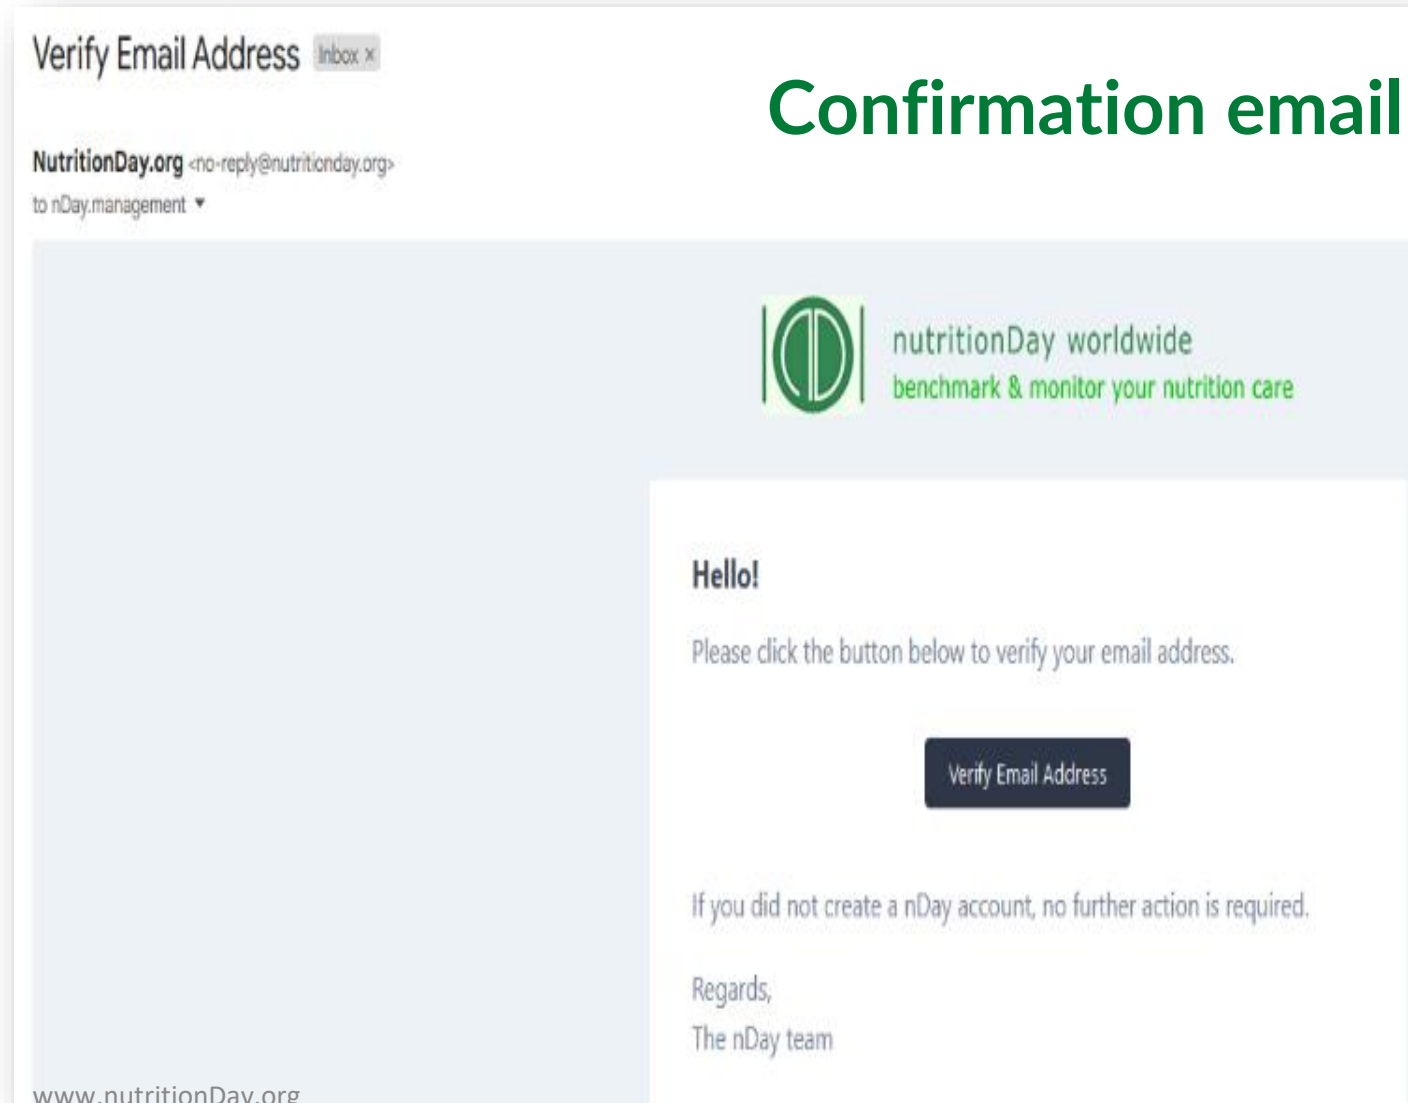 Verify Email Address Inbox ×
Confirmation email
NutritionDay.org <no-reply@nutritionday.org>
to nDay.management
nutritionDay worldwide
benchmark & monitor your nutrition care
Hello!
Please click the button below to verify your email address.
Verify Email Address
If you did not create a nDay account, no further action is required.
Regards,
The nDay team
www.nutritionDay.org